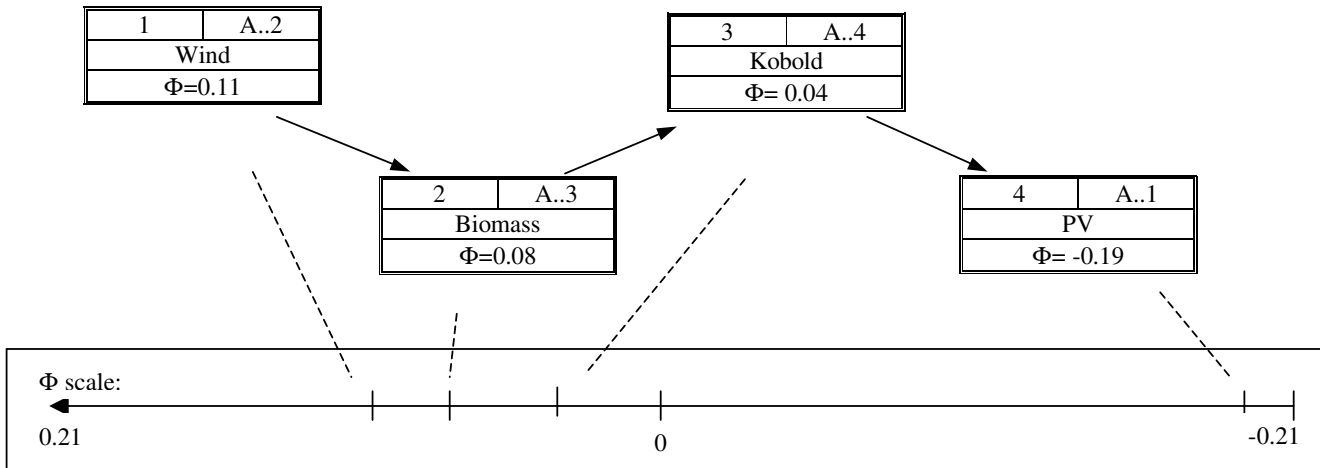 1 A..2
Wind
Φ=0.11
3 A..4
Kobold
Φ= 0.04
2 A..3
Biomass
Φ=0.08
4 A..1
PV
Φ= -0.19
Φ scale:
0.21 0 -0.21